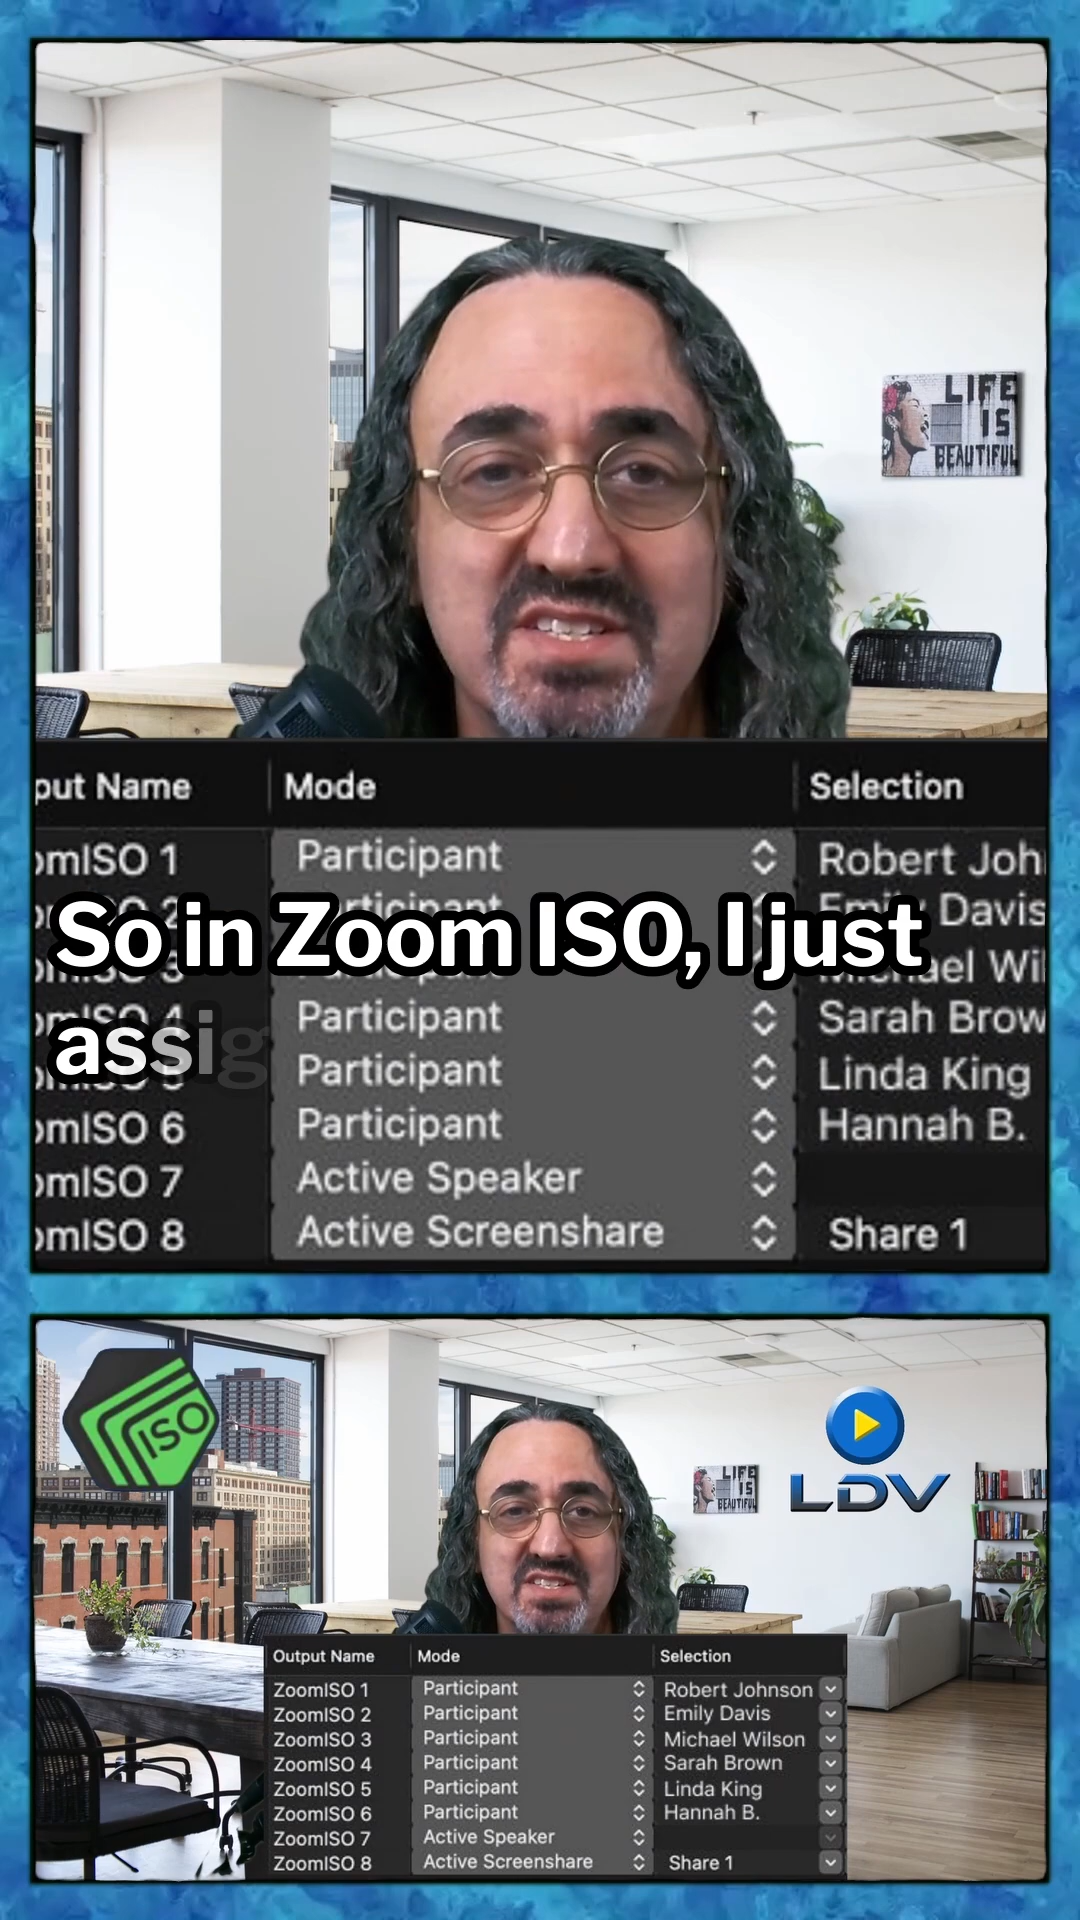 LIFE
IS
BEAUTIFUL
put Name Mode Selection
omISO 1 Participant Robert Joh
Davis
So in Zoom ISO, I just
assig
Participant Sarah Brow
Participant Linda King
omISO 6 Participant Hannah B.
omISO 7 Active Speaker
omISO 8 Active Screenshare Share 1
ISO
LDV
LIFE
IS
BEAUTIFUL
Output Name Mode Selection
ZoomISO 1 Participant Robert Johnson
ZoomISO 2 Participant Emily Davis
ZoomISO 3 Participant Michael Wilson
ZoomISO 4 Participant Sarah Brown
ZoomISO 5 Participant Linda King
ZoomISO 6 Participant Hannah B.
ZoomISO 7 Active Speaker
ZoomISO 8 Active Screenshare Share 1